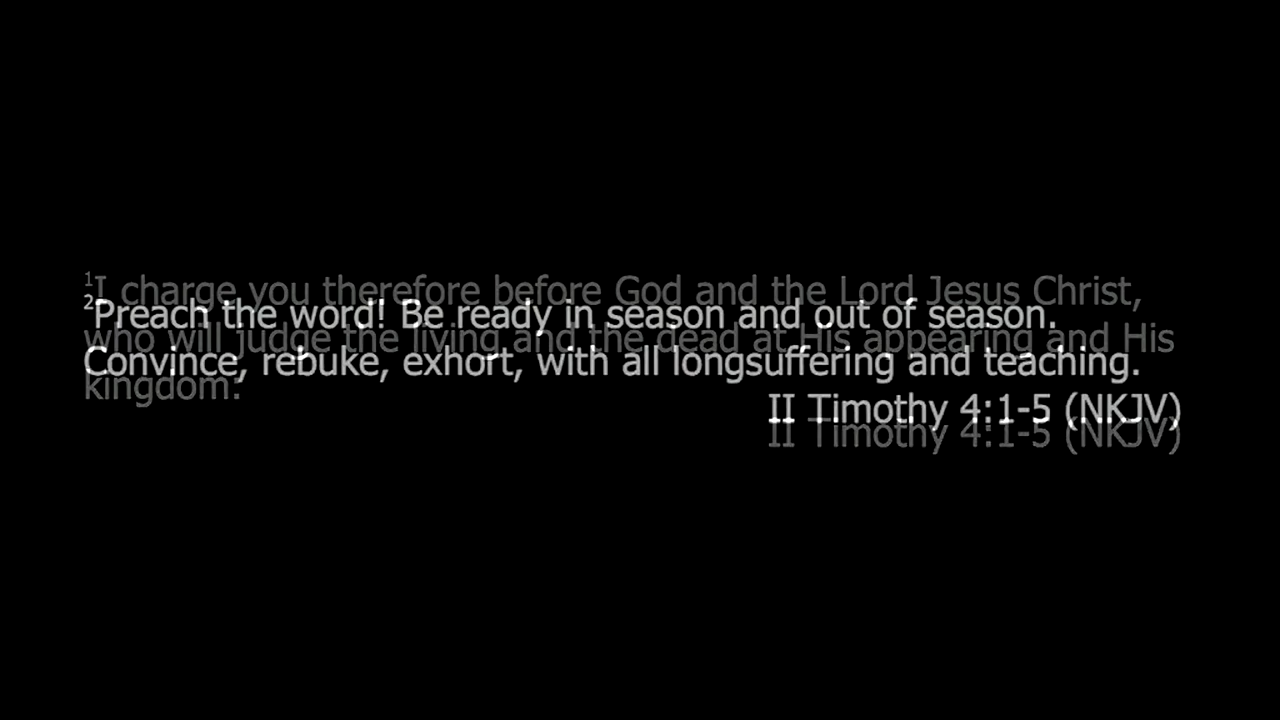 ¹I charge you therefore before God and the Lord Jesus Christ,
who will judge the living and the dead at His appearing and His
kingdom:
II Timothy 4:1-5 (NKJV)
²Preach the word! Be ready in season and out of season.
Convince, rebuke, exhort, with all longsuffering and teaching.
II Timothy 4:1-5 (NKJV)